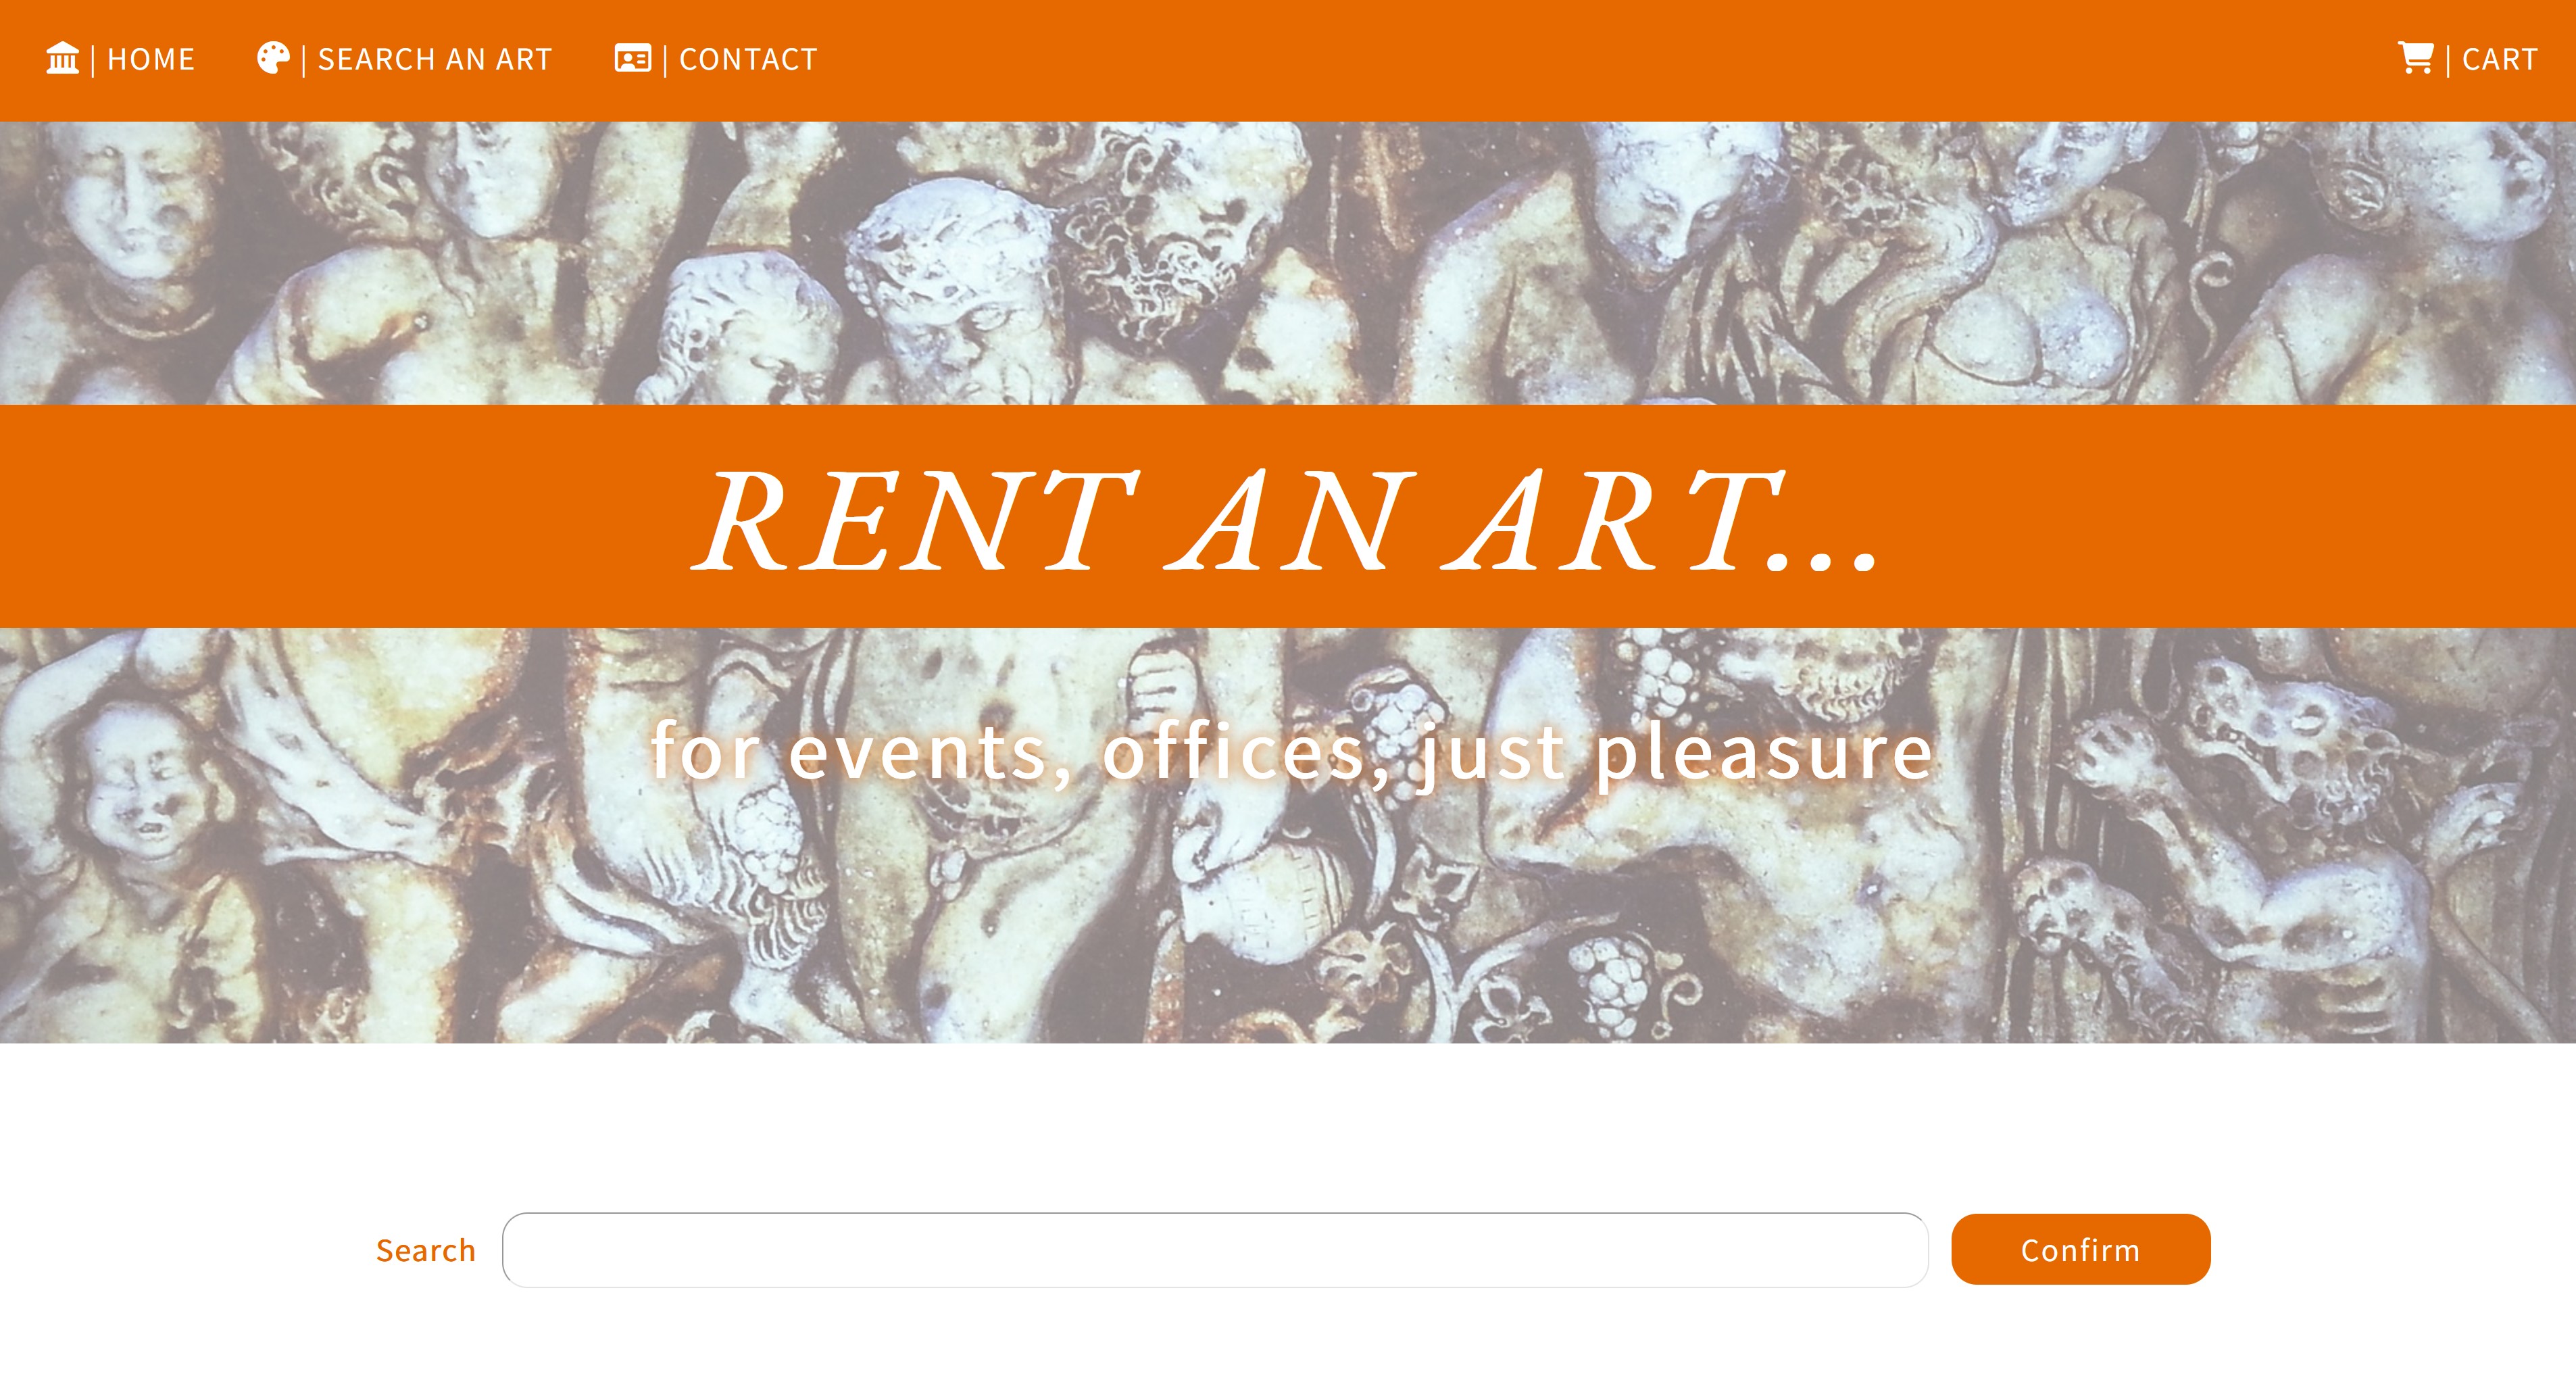 | HOME | SEARCH AN ART | CONTACT | CART
RENT AN ART...
for events, offices, just pleasure
Search Confirm